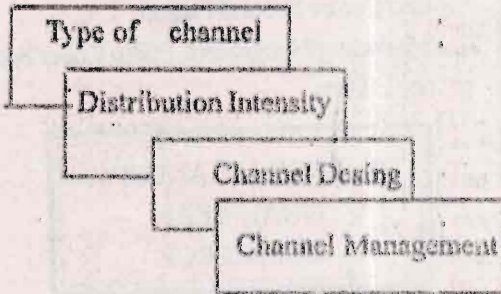 Type of channel
Distribution Intensity
Channel Desing
Channel Management